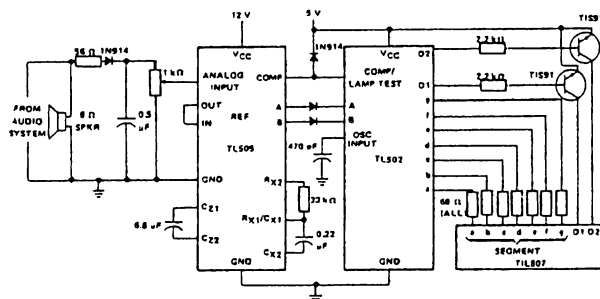 12 V
5 V
TIS91
56 Ω
1N914
1N914
2.2 kΩ
VCC
VCC
D2
1 kΩ
ANALOG
INPUT
COMP
COMP/
LAMP TEST
2.2 kΩ
TIS91
D1
FROM
AUDIO
SYSTEM
8 Ω
SPKR
0.5
µF
OUT
IN
REF
TL505
A
B
A
B
OSC
INPUT
TL502
g
f
e
d
c
b
a
470 pF
GND
RX2
33 kΩ
RX1/CX1
0.22
µF
CX2
CZ1
CZ2
6.8 µF
GND
GND
68 Ω
(ALL)
a b c d e f g D1 D2
SEGMENT
TIL807